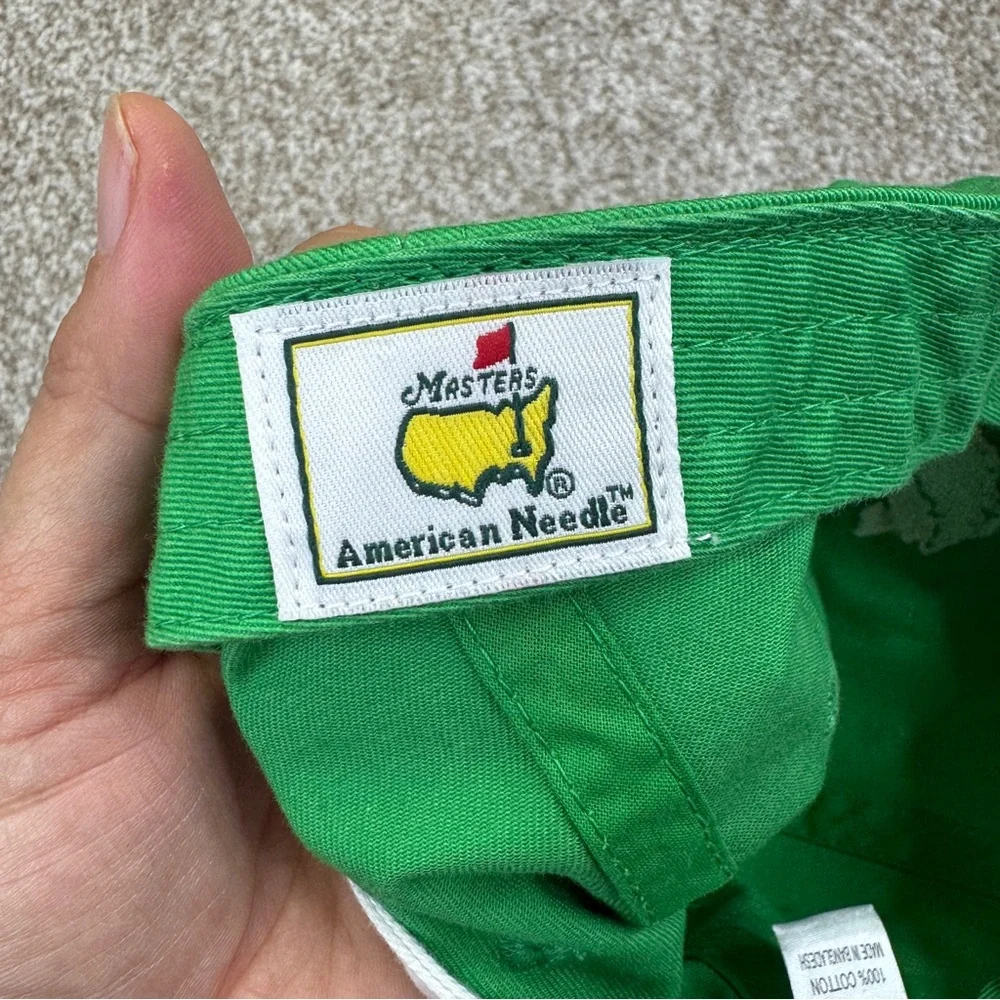 MASTERS
®
American Needle™
100% COTTON
MADE IN BANGLADESH